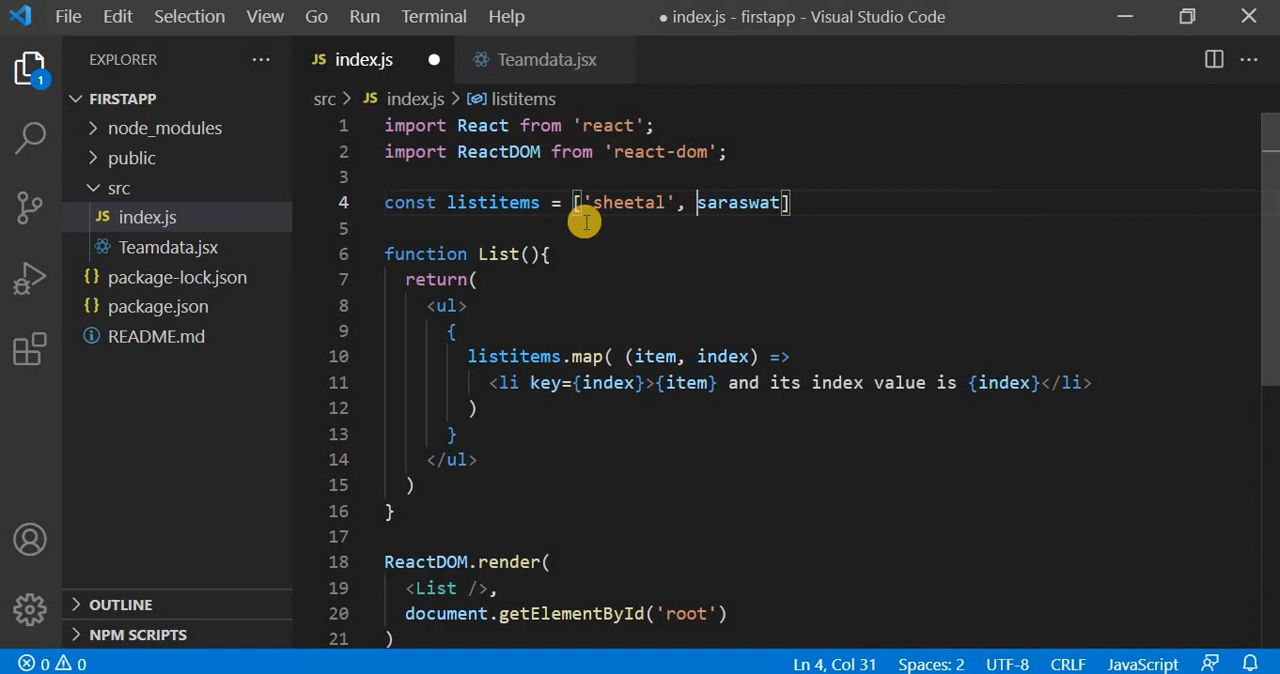 File Edit Selection View Go Run Terminal Help ● index.js - firstapp - Visual Studio Code
EXPLORER ··· JS index.js ● Teamdata.jsx ···
1
FIRSTAPP
node_modules
public
src
JS index.js
Teamdata.jsx
{} package-lock.json
{} package.json
README.md
OUTLINE
NPM SCRIPTS
src > JS index.js > listitems
1 import React from 'react';
2 import ReactDOM from 'react-dom';
3
4 const listitems = ['sheetal', saraswat]
5
6 function List(){
7 return(
8 <ul>
9 {
10 listitems.map( (item, index) =>
11 <li key={index}>{item} and its index value is {index}</li>
12 )
13 }
14 </ul>
15 )
16 }
17
18 ReactDOM.render(
19 <List />,
20 document.getElementById('root')
21 )
0 0 Ln 4, Col 31 Spaces: 2 UTF-8 CRLF JavaScript